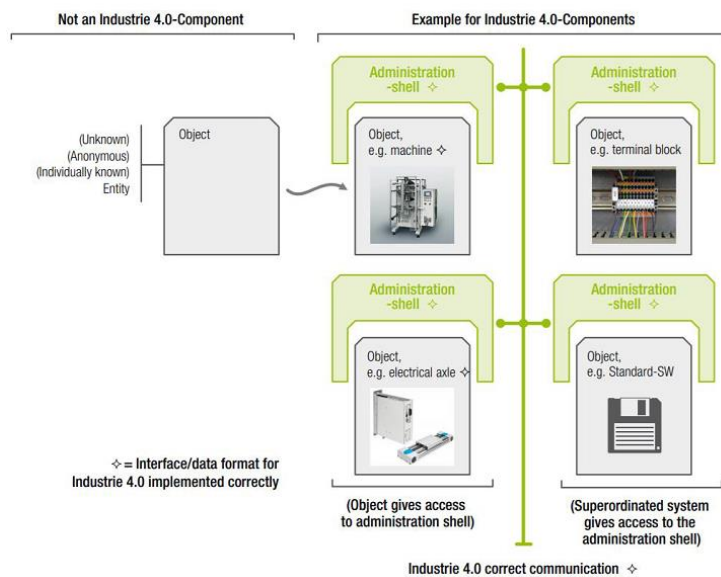 Not an Industrie 4.0-Component
Example for Industrie 4.0-Components
(Unknown)
(Anonymous)
(Individually known)
Entity
Object
Administration
-shell ✧
Object,
e.g. machine ✧
Administration
-shell ✧
Object,
e.g. terminal block
Administration
-shell ✧
Object,
e.g. electrical axle ✧
Administration
-shell ✧
Object,
e.g. Standard-SW
✧ = Interface/data format for
Industrie 4.0 implemented correctly
(Object gives access
to administration shell)
(Superordinated system
gives access to the
administration shell)
Industrie 4.0 correct communication ✧